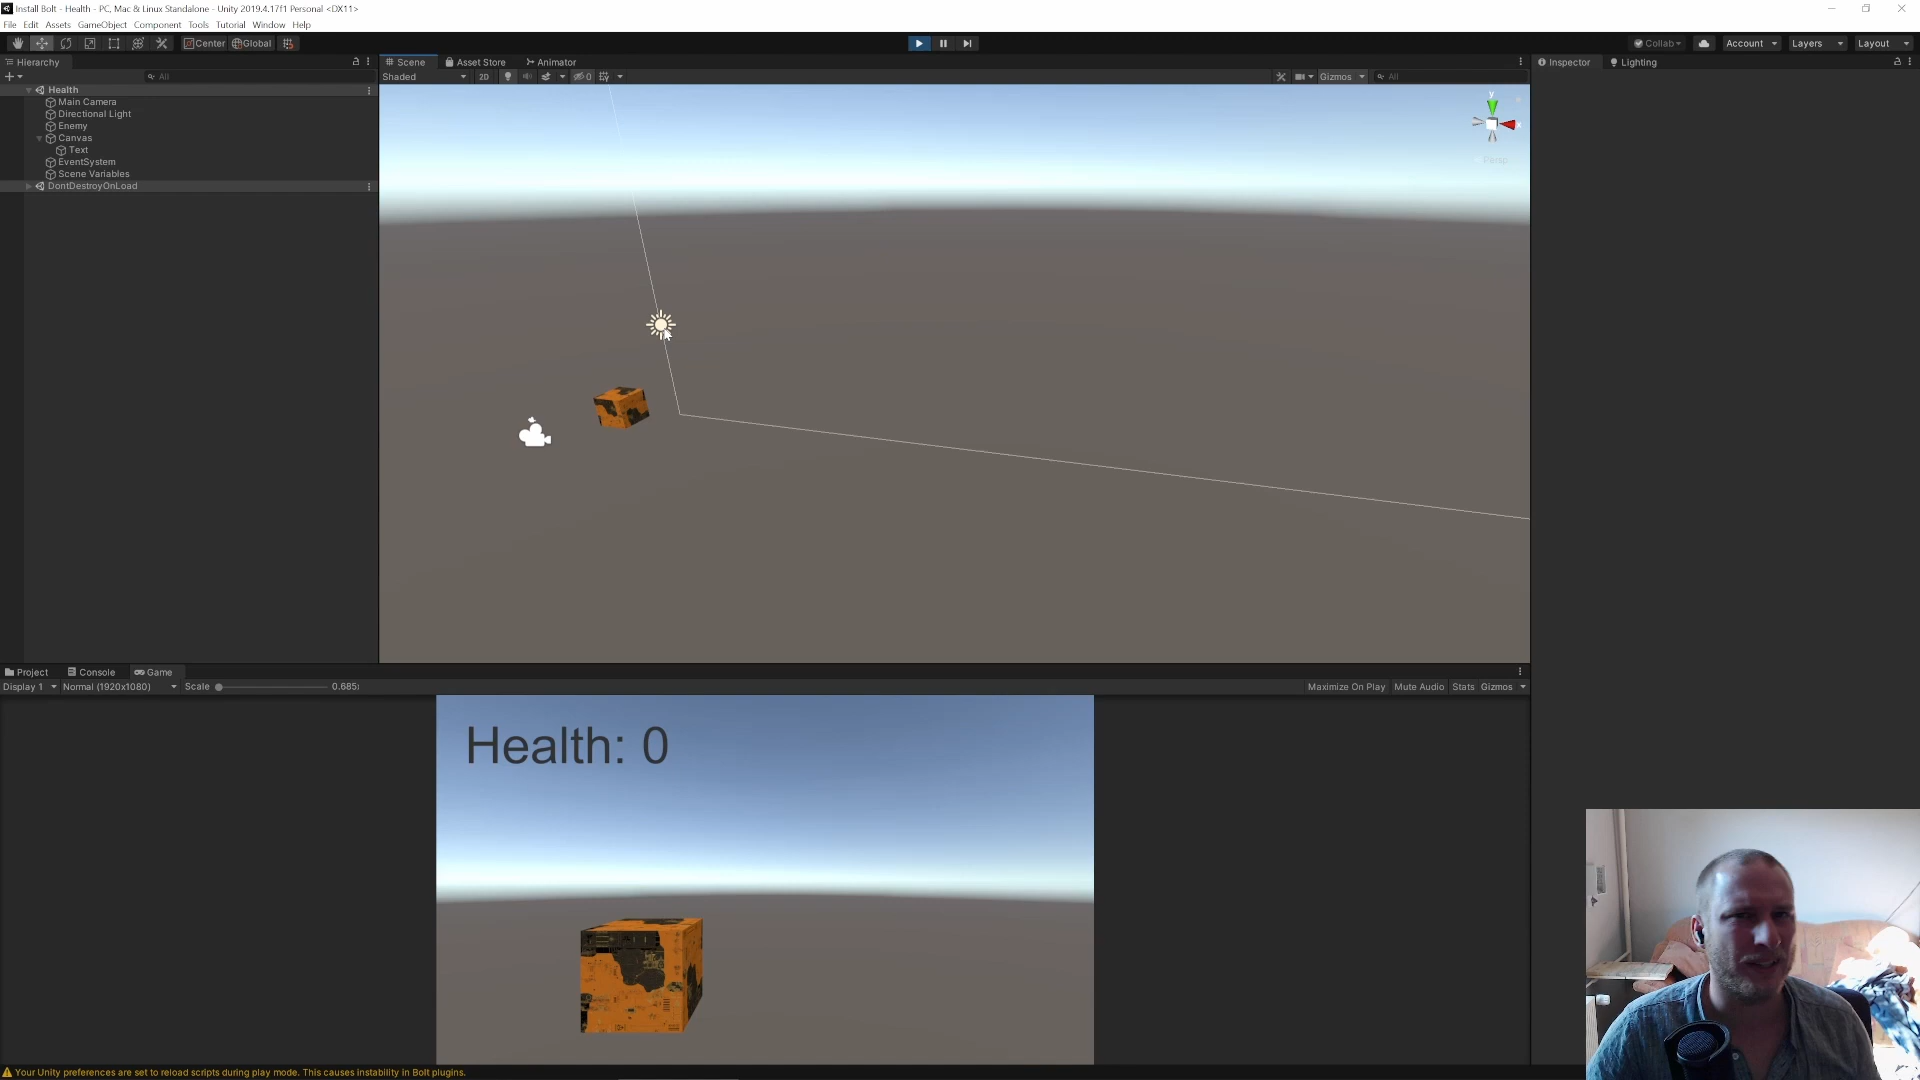 Install Bolt - Health - PC, Mac & Linux Standalone - Unity 2019.4.17f1 Personal <DX11>
File Edit Assets GameObject Component Tools Tutorial Window Help
Center Global
Collab Account Layers Layout
Hierarchy
Scene Asset Store Animator
Inspector Lighting
All
Shaded 2D 0 Gizmos All
Health
Main Camera
Directional Light
Enemy
Canvas
Text
EventSystem
Scene Variables
DontDestroyOnLoad
y
x
Persp
Project Console Game
Display 1 Normal (1920x1080) Scale 0.685: Maximize On Play Mute Audio Stats Gizmos
Health: 0
Your Unity preferences are set to reload scripts during play mode. This causes instability in Bolt plugins.